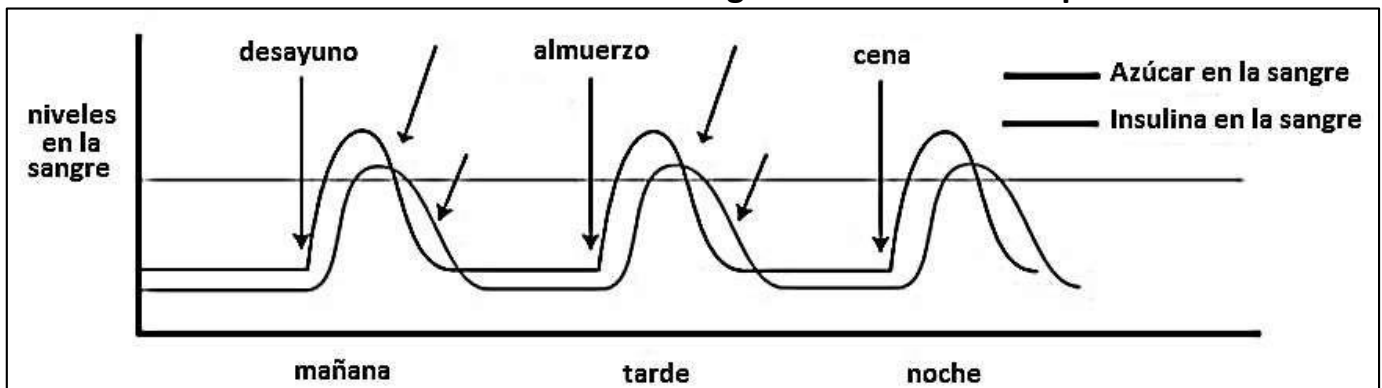 desayuno
almuerzo
cena
Azúcar en la sangre
Insulina en la sangre
niveles
en la
sangre
mañana
tarde
noche